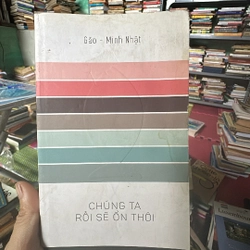 Gào - Minh Nhật
CHÚNG TA
RỒI SẼ ỔN THÔI